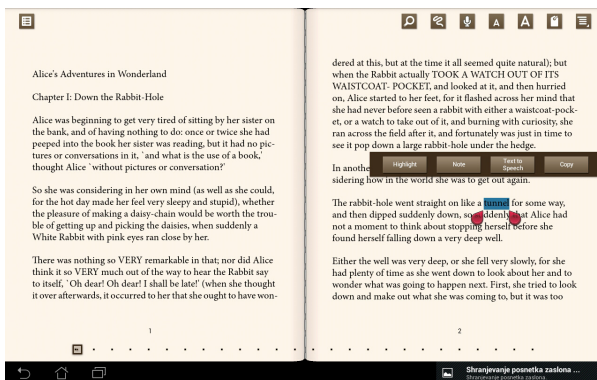 Alice's Adventures in Wonderland
Chapter I: Down the Rabbit-Hole
Alice was beginning to get very tired of sitting by her sister on
the bank, and of having nothing to do: once or twice she had
peeped into the book her sister was reading, but it had no pic-
tures or conversations in it, `and what is the use of a book,'
thought Alice `without pictures or conversation?'
So she was considering in her own mind (as well as she could,
for the hot day made her feel very sleepy and stupid), whether
the pleasure of making a daisy-chain would be worth the trou-
ble of getting up and picking the daisies, when suddenly a
White Rabbit with pink eyes ran close by her.
There was nothing so VERY remarkable in that; nor did Alice
think it so VERY much out of the way to hear the Rabbit say
to itself, `Oh dear! Oh dear! I shall be late!' (when she thought
it over afterwards, it occurred to her that she ought to have won-
1
A
A
dered at this, but at the time it all seemed quite natural); but
when the Rabbit actually TOOK A WATCH OUT OF ITS
WAISTCOAT- POCKET, and looked at it, and then hurried
on, Alice started to her feet, for it flashed across her mind that
she had never before seen a rabbit with either a waistcoat-pock-
et, or a watch to take out of it, and burning with curiosity, she
ran across the field after it, and fortunately was just in time to
see it pop down a large rabbit-hole under the hedge.
Highlight
Note
Text to
Speech
Copy
In anothe
sidering how in the world she was to get out again.
The rabbit-hole went straight on like a tunnel for some way,
and then dipped suddenly down, so suddenly that Alice had
not a moment to think about stopping herself before she
found herself falling down a very deep well.
Either the well was very deep, or she fell very slowly, for she
had plenty of time as she went down to look about her and to
wonder what was going to happen next. First, she tried to look
down and make out what she was coming to, but it was too
2
Shranjevanje posnetka zaslona ...
Shranjevanje posnetka zaslona.